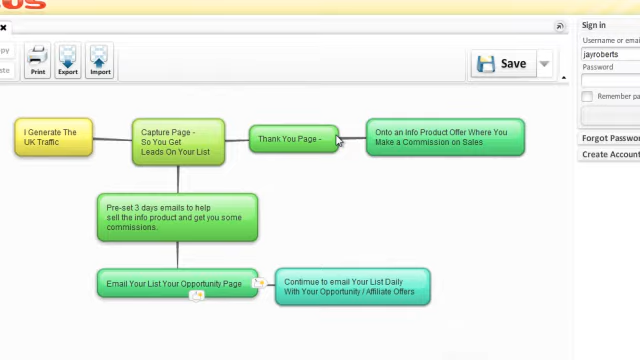 Sign in
Username or emai
jayroberts
Password
Remember pa
Forgot Passwor
Create Account
Print
Export
Import
Save
I Generate The
UK Traffic
Capture Page -
So You Get
Leads On Your List
Thank You Page -
Onto an Info Product Offer Where You
Make a Commission on Sales
Pre-set 3 days emails to help
sell the info product and get you some
commissions.
Email Your List Your Opportunity Page
Continue to email Your List Daily
With Your Opportunity / Affiliate Offers